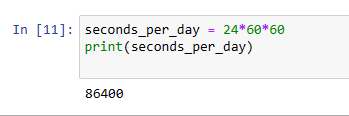 In [11]: seconds_per_day = 24*60*60
print(seconds_per_day)
86400